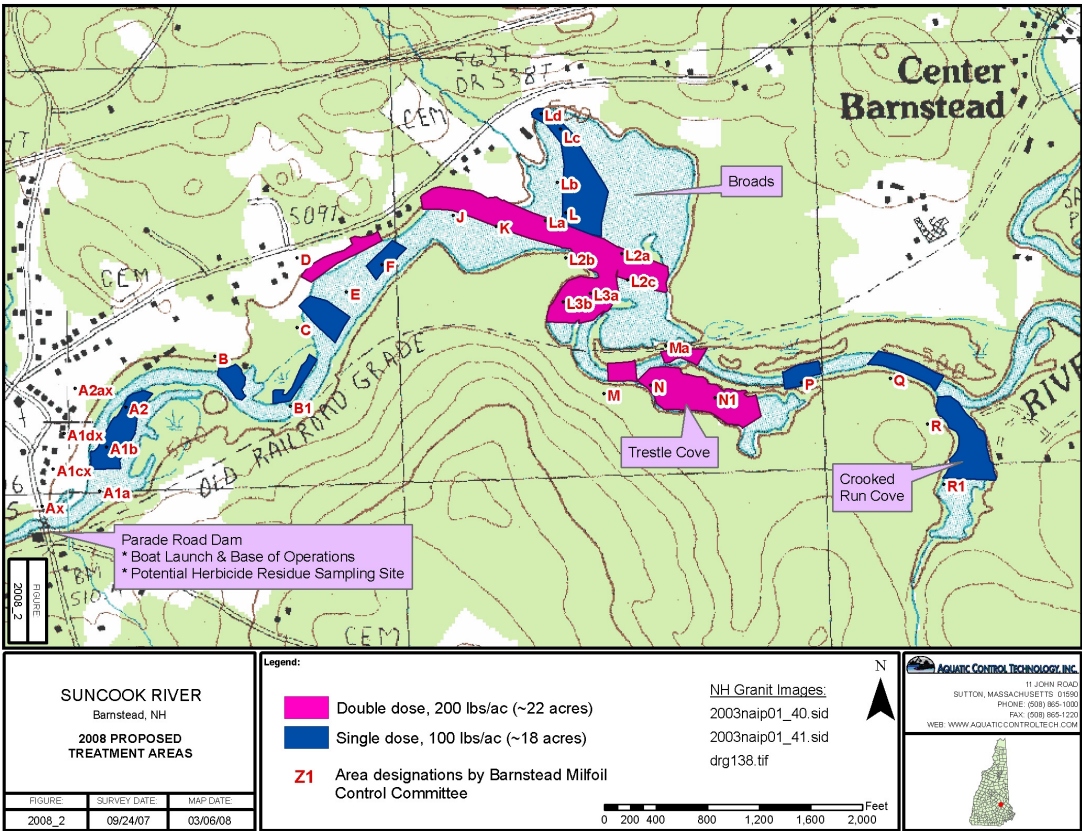 563T
DR 538T
Center
Barnstead
CEM
Ld
Lc
Broads
Lb
509T
J
La
L
K
D
L2b
L2a
F
CEM
L2c
E
L3a
L3b
C
Ma
B
500
P
Q
A2ax
M
N
N1
RIVER
B1
A2
OLD RAILROAD GRADE
R
A1dx
A1b
500
Trestle Cove
A1cx
Crooked
Run Cove
R1
A1a
Ax
Parade Road Dam
* Boat Launch & Base of Operations
* Potential Herbicide Residue Sampling Site
BM
CEM
FIGURE:
2008_2
SUNCOOK RIVER
Barnstead, NH
2008 PROPOSED
TREATMENT AREAS
FIGURE: SURVEY DATE: MAP DATE:
2008_2 09/24/07 03/06/08
Legend:
Double dose, 200 lbs/ac (~22 acres)
Single dose, 100 lbs/ac (~18 acres)
Z1 Area designations by Barnstead Milfoil
Control Committee
NH Granit Images:
2003naip01_40.sid
2003naip01_41.sid
drg138.tif
N
Feet
0 200 400 800 1,200 1,600 2,000
AQUATIC CONTROL TECHNOLOGY, INC.
11 JOHN ROAD
SUTTON, MASSACHUSETTS 01590
PHONE: (508) 865-1000
FAX: (508) 865-1220
WEB: WWW.AQUATICCONTROLTECH.COM